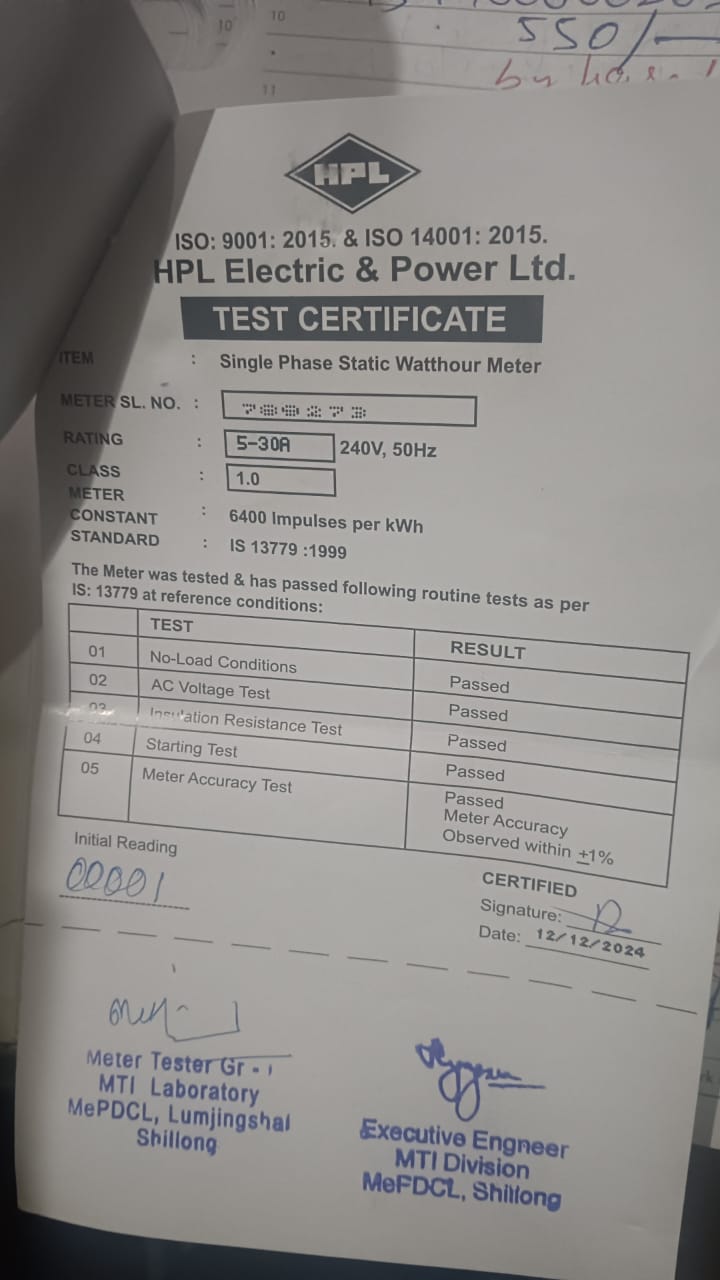 10
10
11
550/-
HPL
ISO: 9001: 2015. & ISO 14001: 2015.
HPL Electric & Power Ltd.
TEST CERTIFICATE
ITEM : Single Phase Static Watthour Meter
METER SL. NO. :
RATING : 5-30A 240V, 50Hz
CLASS : 1.0
METER
CONSTANT : 6400 Impulses per kWh
STANDARD : IS 13779 :1999
The Meter was tested & has passed following routine tests as per
IS: 13779 at reference conditions:
TEST RESULT
01 No-Load Conditions Passed
02 AC Voltage Test Passed
03 Insulation Resistance Test Passed
04 Starting Test Passed
05 Meter Accuracy Test Passed
Meter Accuracy
Observed within ±1%
Initial Reading
00001
CERTIFIED
Signature:
Date: 12/12/2024
Meter Tester Gr - I
MTI Laboratory
MePDCL, Lumjingshai
Shillong
Executive Engneer
MTI Division
MePDCL, Shillong